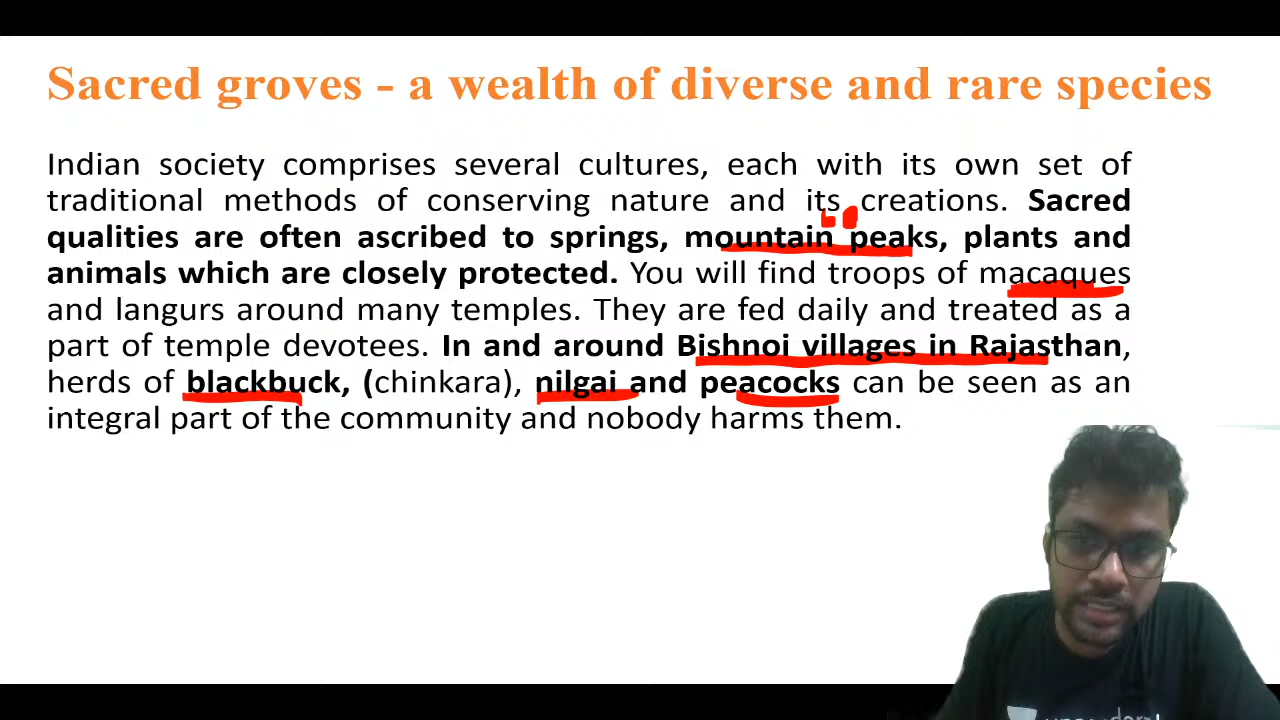 Sacred groves - a wealth of diverse and rare species
Indian society comprises several cultures, each with its own set of
traditional methods of conserving nature and its creations. Sacred
qualities are often ascribed to springs, mountain peaks, plants and
animals which are closely protected. You will find troops of macaques
and langurs around many temples. They are fed daily and treated as a
part of temple devotees. In and around Bishnoi villages in Rajasthan,
herds of blackbuck, (chinkara), nilgai and peacocks can be seen as an
integral part of the community and nobody harms them.